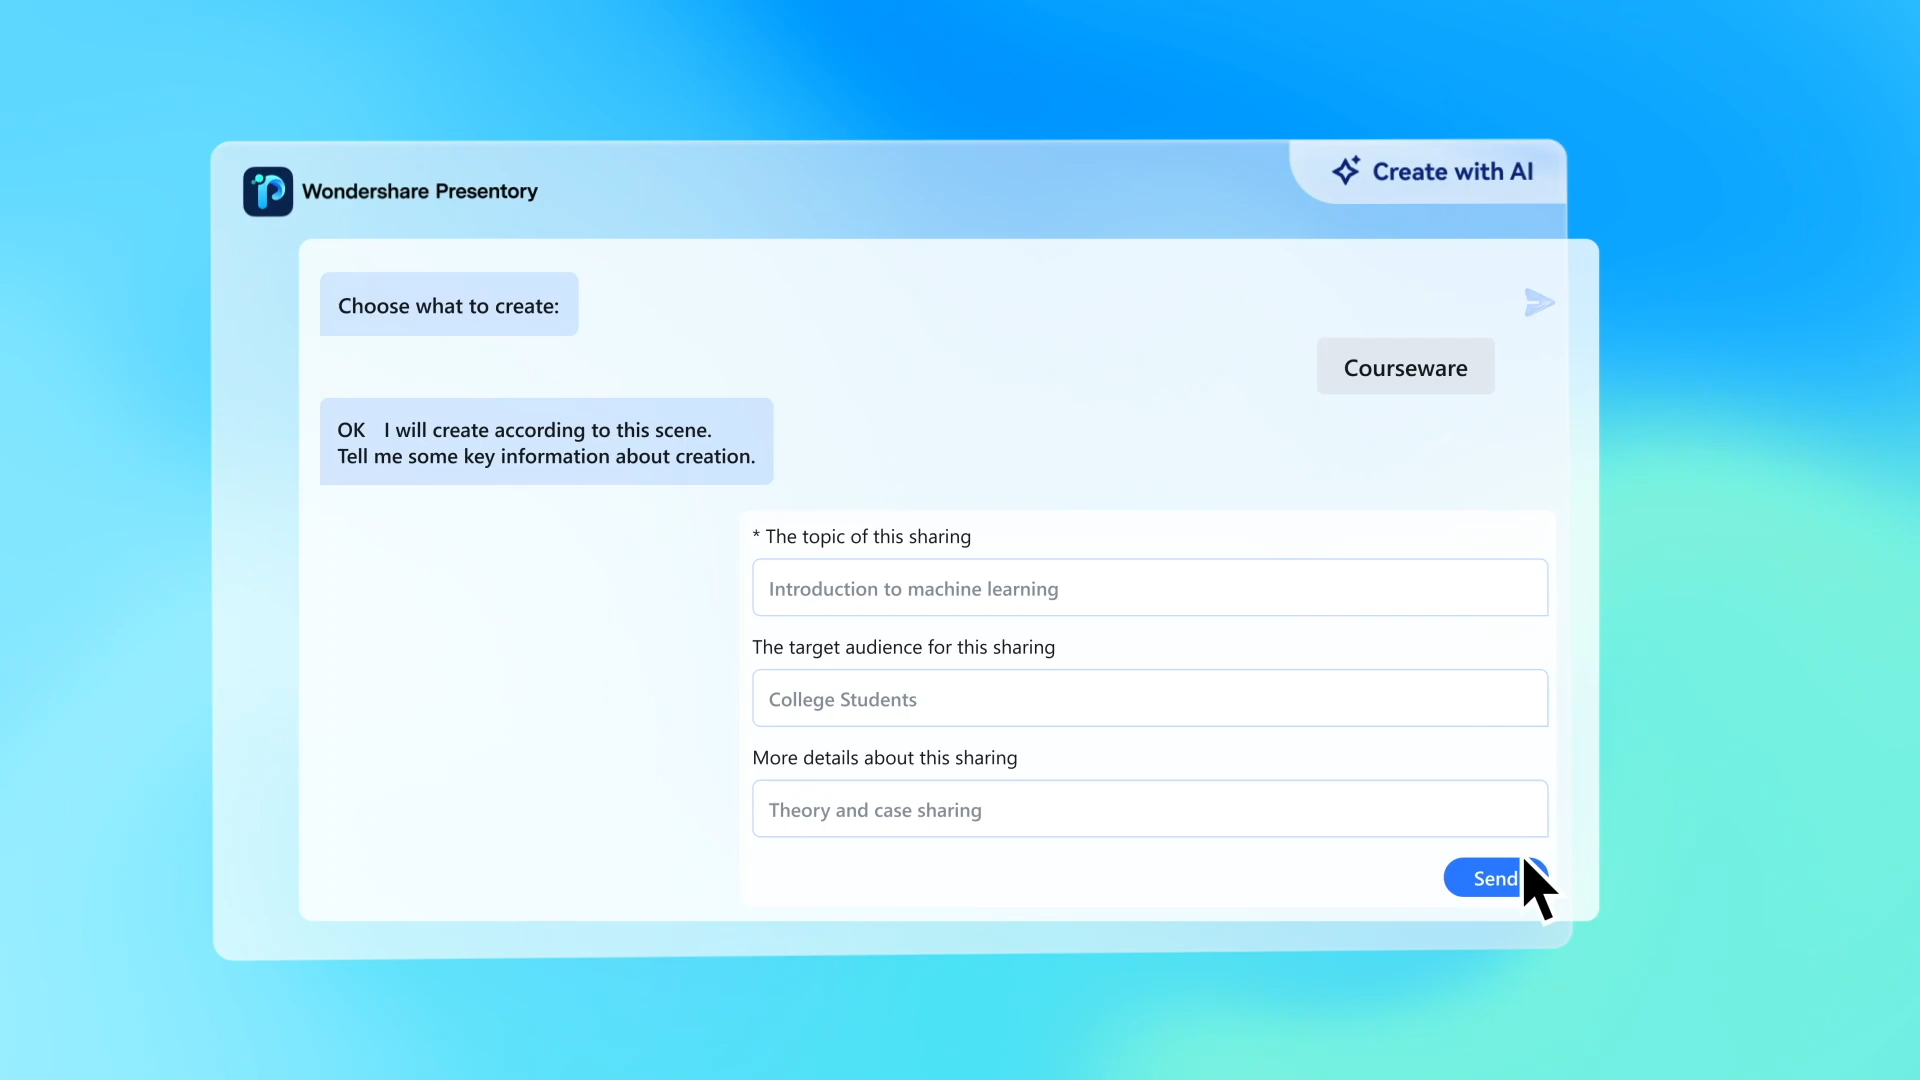 Wondershare Presentory
Create with AI
Choose what to create:
Courseware
OK I will create according to this scene.
Tell me some key information about creation.
* The topic of this sharing
Introduction to machine learning
The target audience for this sharing
College Students
More details about this sharing
Theory and case sharing
Send